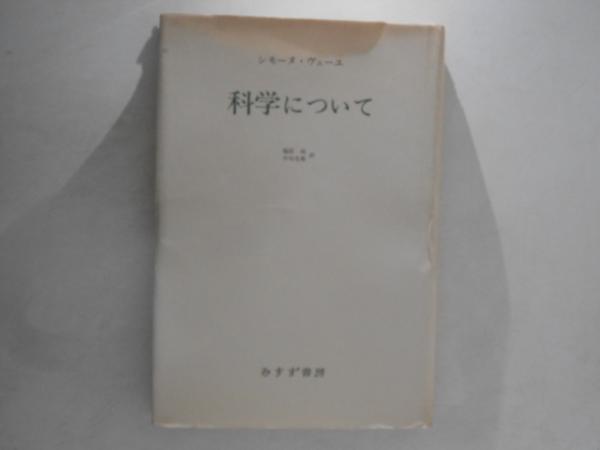 シモーヌ・ヴェーユ
科学について
訳
みすず書房